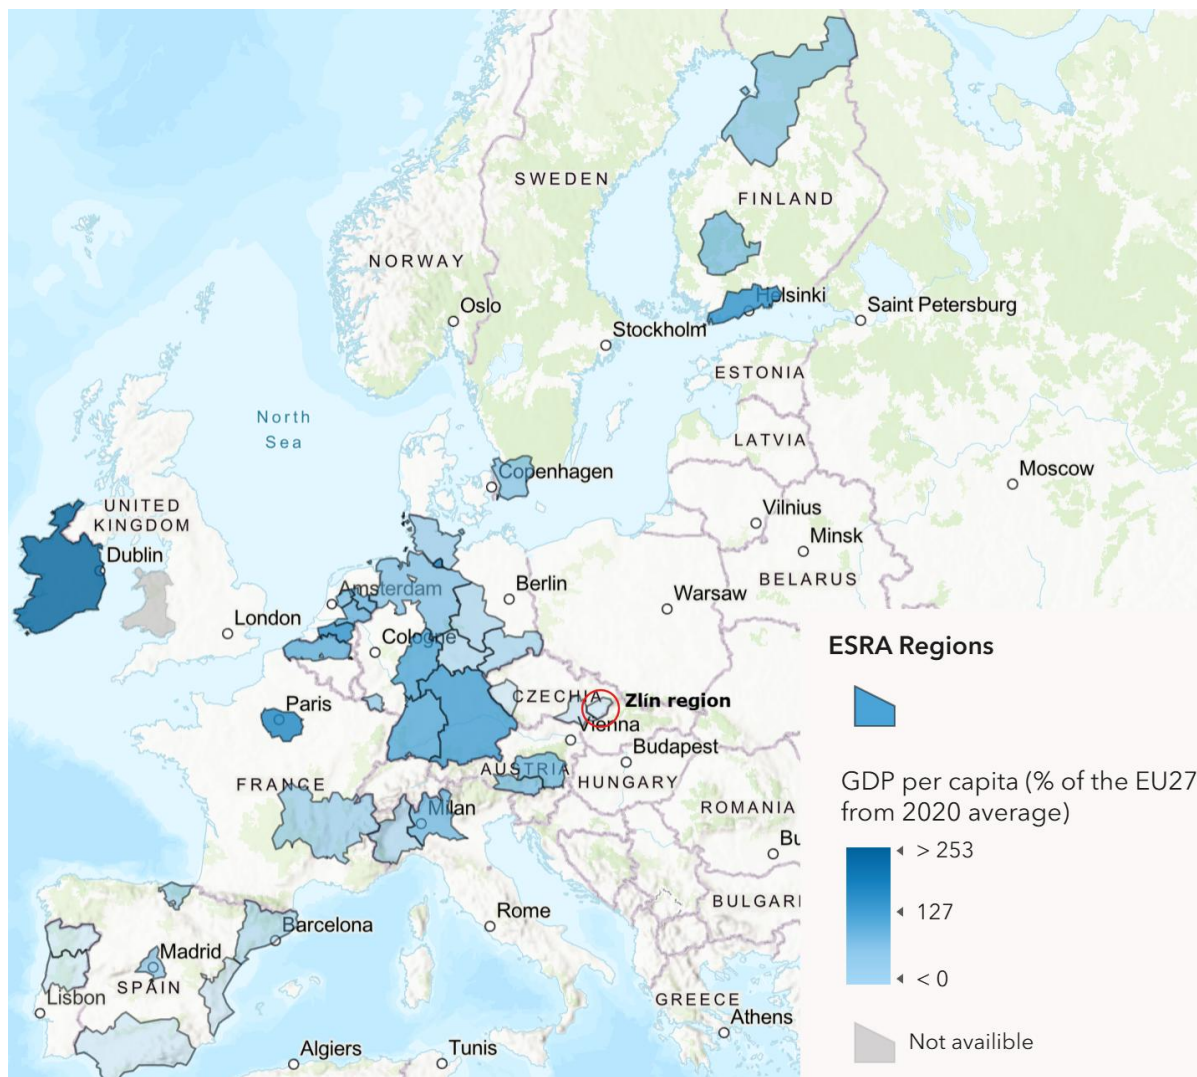 SWEDEN
FINLAND
NORWAY
Helsinki
Oslo
Saint Petersburg
Stockholm
ESTONIA
North
Sea
LATVIA
Copenhagen
Moscow
UNITED
KINGDOM
Vilnius
Minsk
Dublin
BELARUS
Amsterdam
Berlin
Warsaw
London
Cologne
CZECHIA
Zlín region
Paris
Vienna
Budapest
AUSTRIA
HUNGARY
FRANCE
Milan
ROMANIA
Bu
BULGARI
Rome
Barcelona
Madrid
SPAIN
Lisbon
GREECE
Athens
Algiers
Tunis
ESRA Regions
GDP per capita (% of the EU27
from 2020 average)
> 253
127
< 0
Not availible